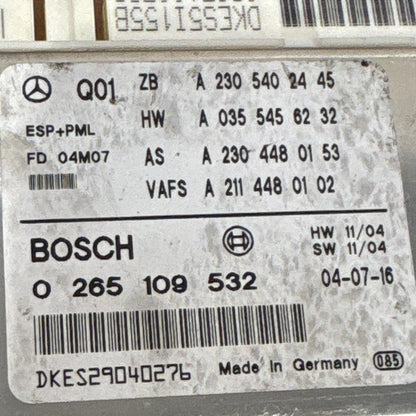 DKES5I155B
Q01 ZB A 230 540 24 45
HW A 035 545 62 32
ESP+PML
FD 04M07 AS A 230 448 01 53
VAFS A 211 448 01 02
BOSCH HW 11/04
SW 11/04
0 265 109 532 04-07-16
DKES29040276 Made in Germany 085